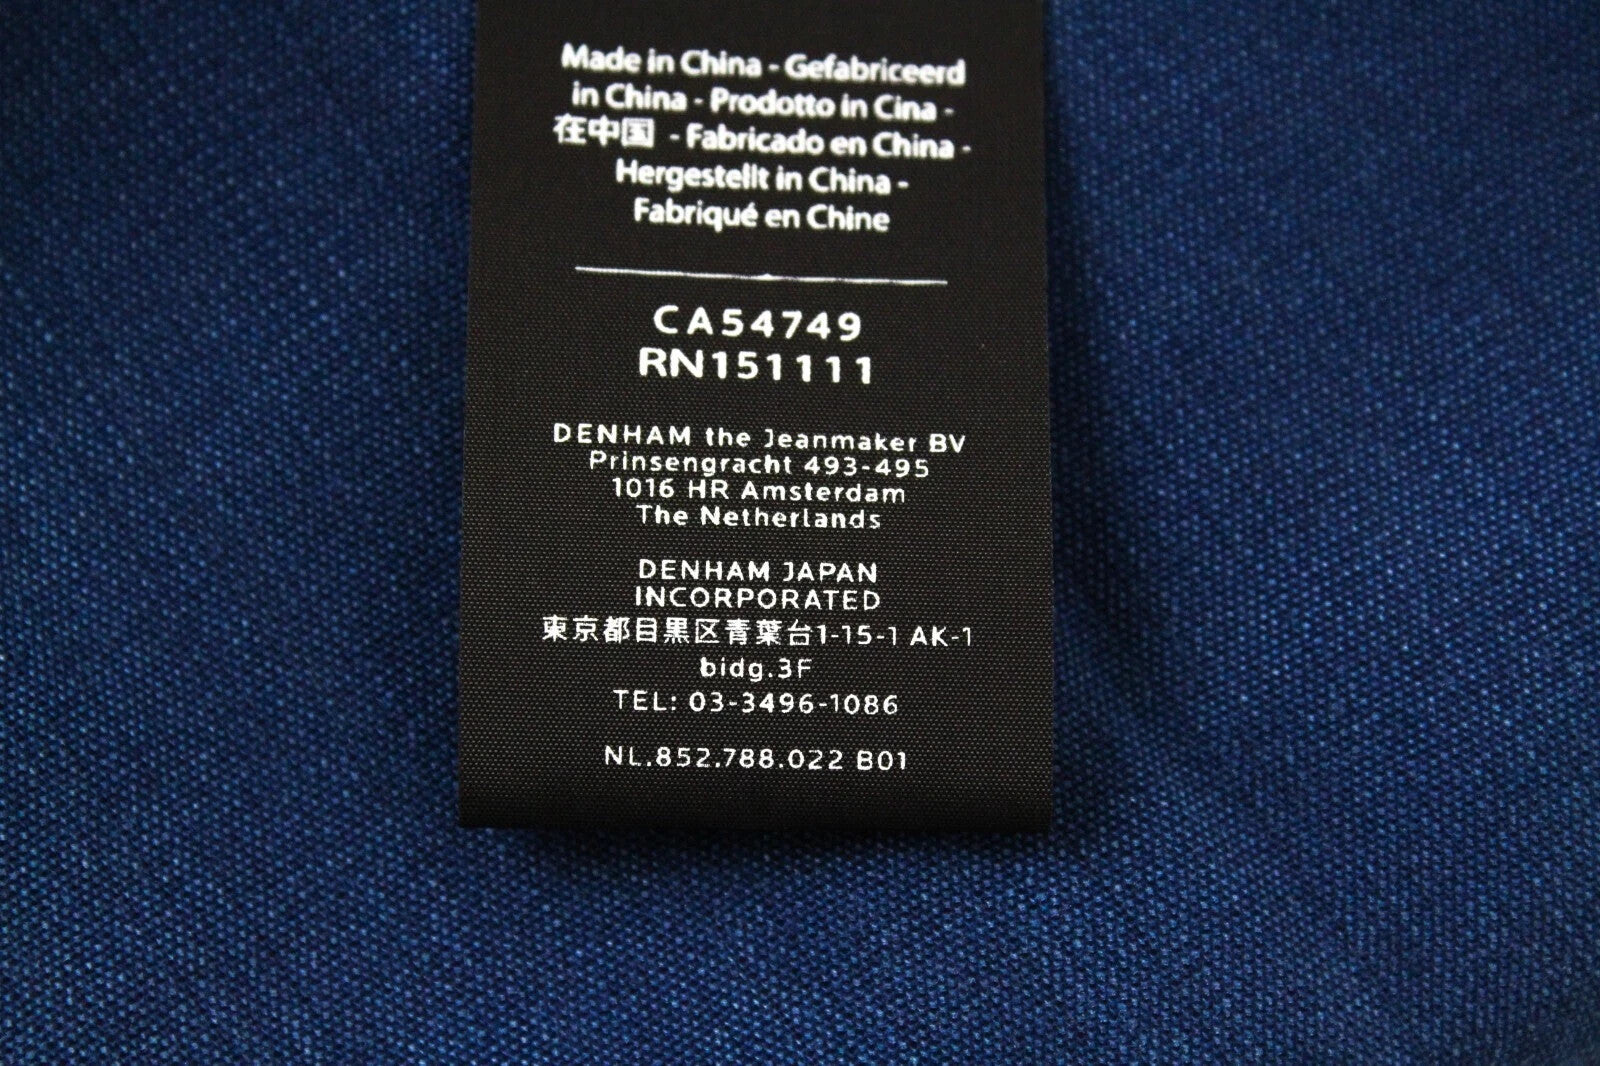 Made in China - Gefabriceerd
in China - Prodotto in Cina -
在中国 - Fabricado en China -
Hergestellt in China -
Fabriqué en Chine
CA54749
RN151111
DENHAM the Jeanmaker BV
Prinsengracht 493-495
1016 HR Amsterdam
The Netherlands
DENHAM JAPAN
INCORPORATED
東京都目黒区青葉台1-15-1 AK-1
bidg.3F
TEL: 03-3496-1086
NL.852.788.022 B01